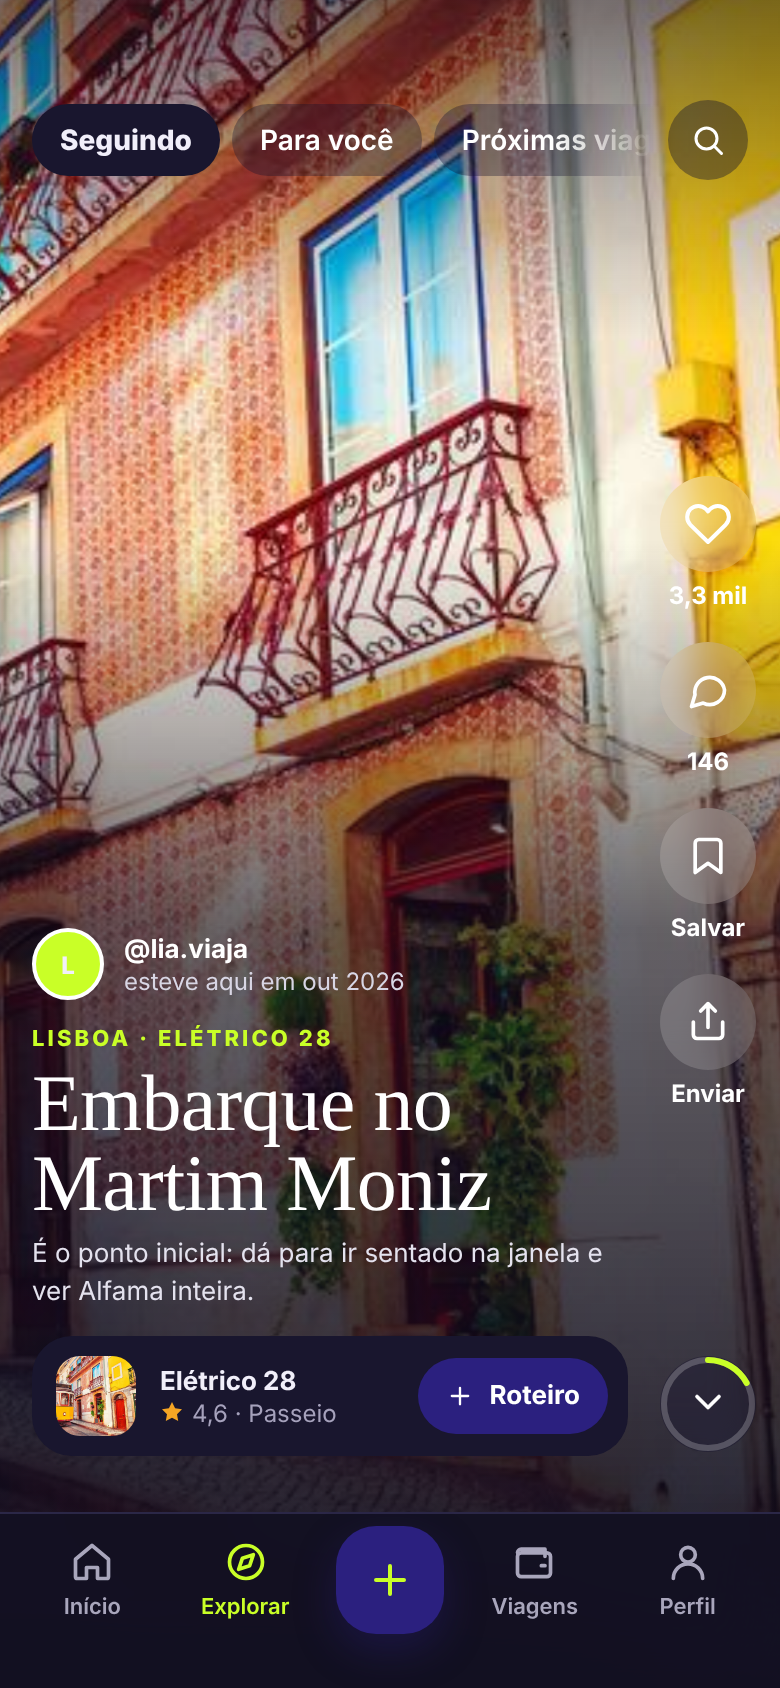 Seguindo
Para você
Próximas viag
3,3 mil
146
Salvar
L
@lia.viaja
esteve aqui em out 2026
LISBOA · ELÉTRICO 28
Enviar
Embarque no
Martim Moniz
É o ponto inicial: dá para ir sentado na janela e
ver Alfama inteira.
Elétrico 28
4,6 · Passeio
Roteiro
Início
Explorar
Viagens
Perfil